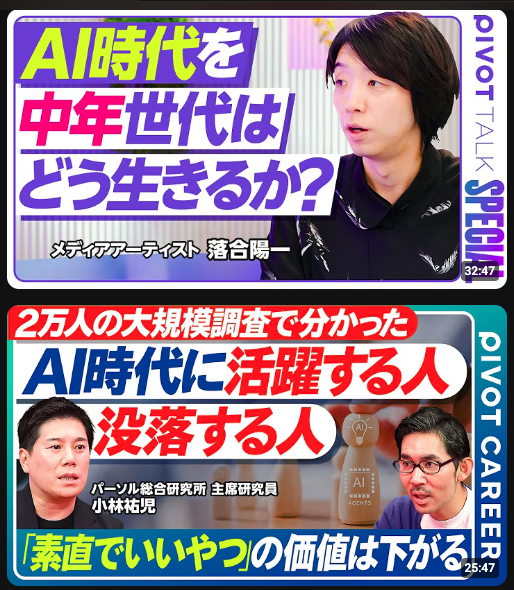 AI時代を
中年世代は
どう生きるか?
メディアアーティスト 落合陽一
PIVOT TALK SPECIAL
32:47
2万人の大規模調査で分かった
AI時代に活躍する人
没落する人
パーソル総合研究所 主席研究員
小林祐児
AI
AGENTS
「素直でいいやつ」の価値は下がる
PIVOT CAREER
25:47